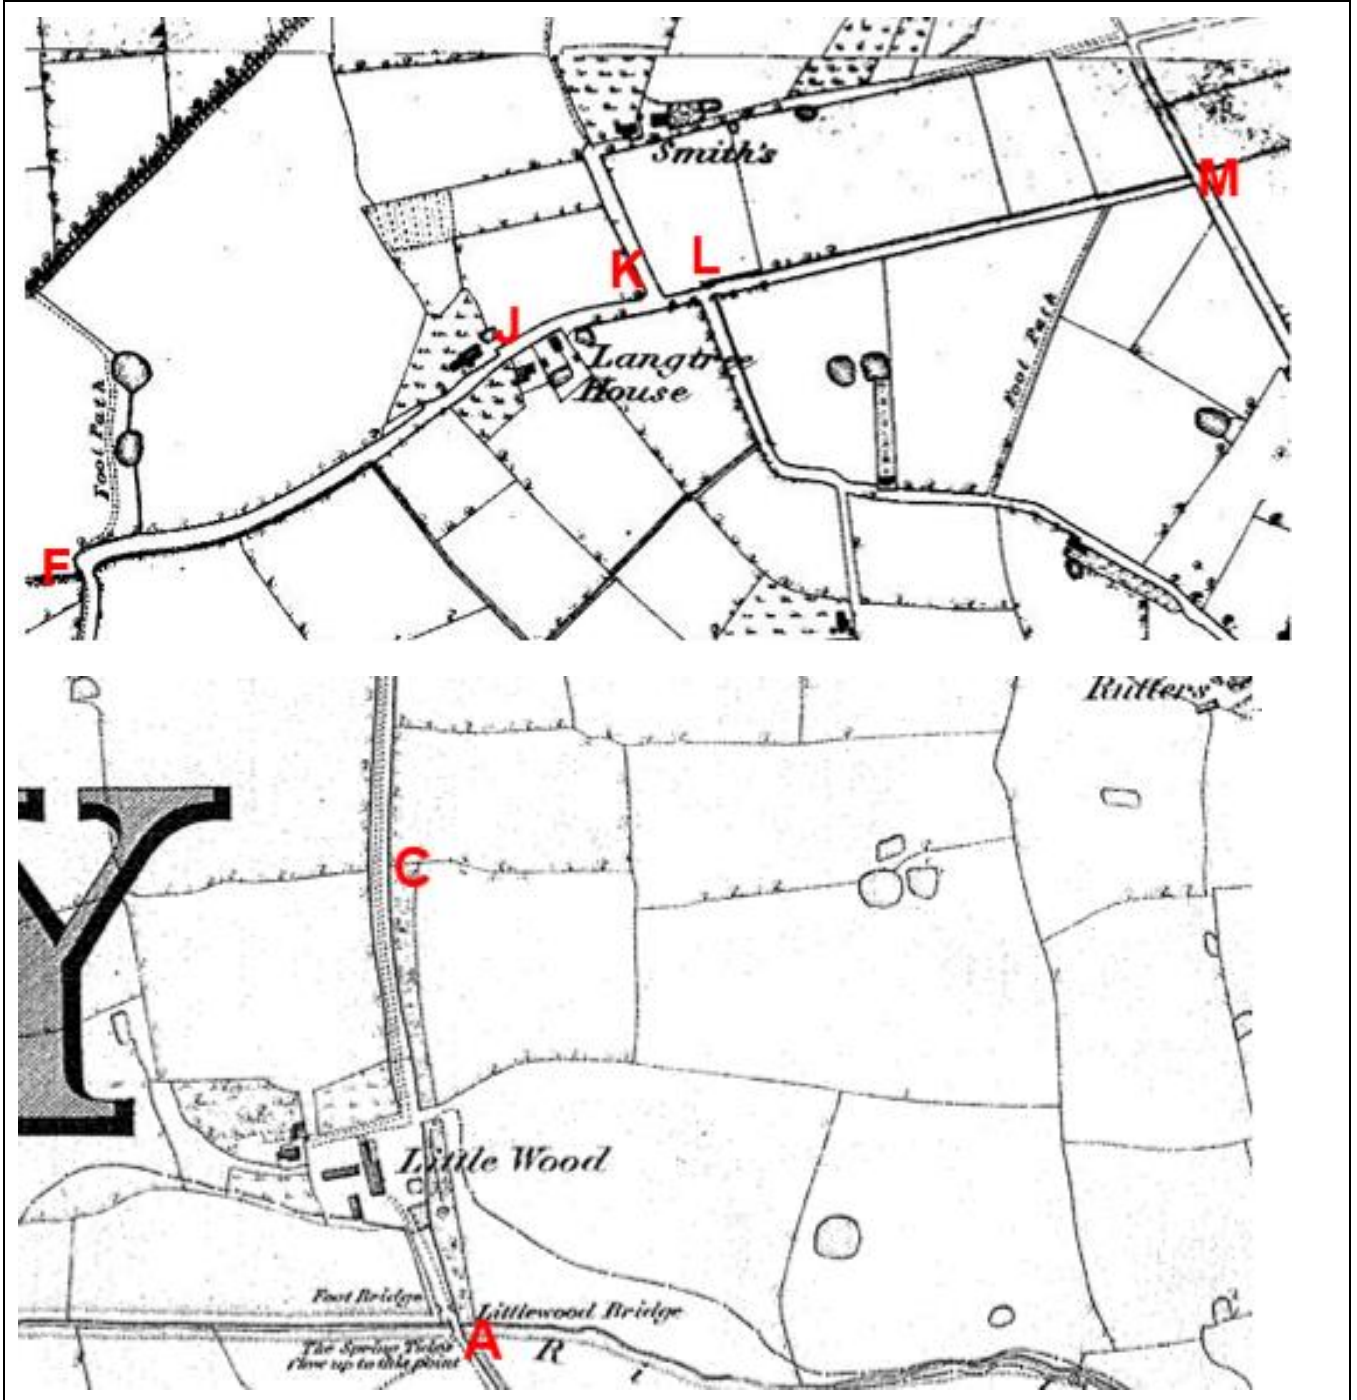 Smith's
M
K
L
J
Langtree
House
Foot Path
Foot Path
F
Rutters
Y
C
Little Wood
Foot Bridge
Littlewood Bridge
A
The Spring Tides
flow up to this point
R
i